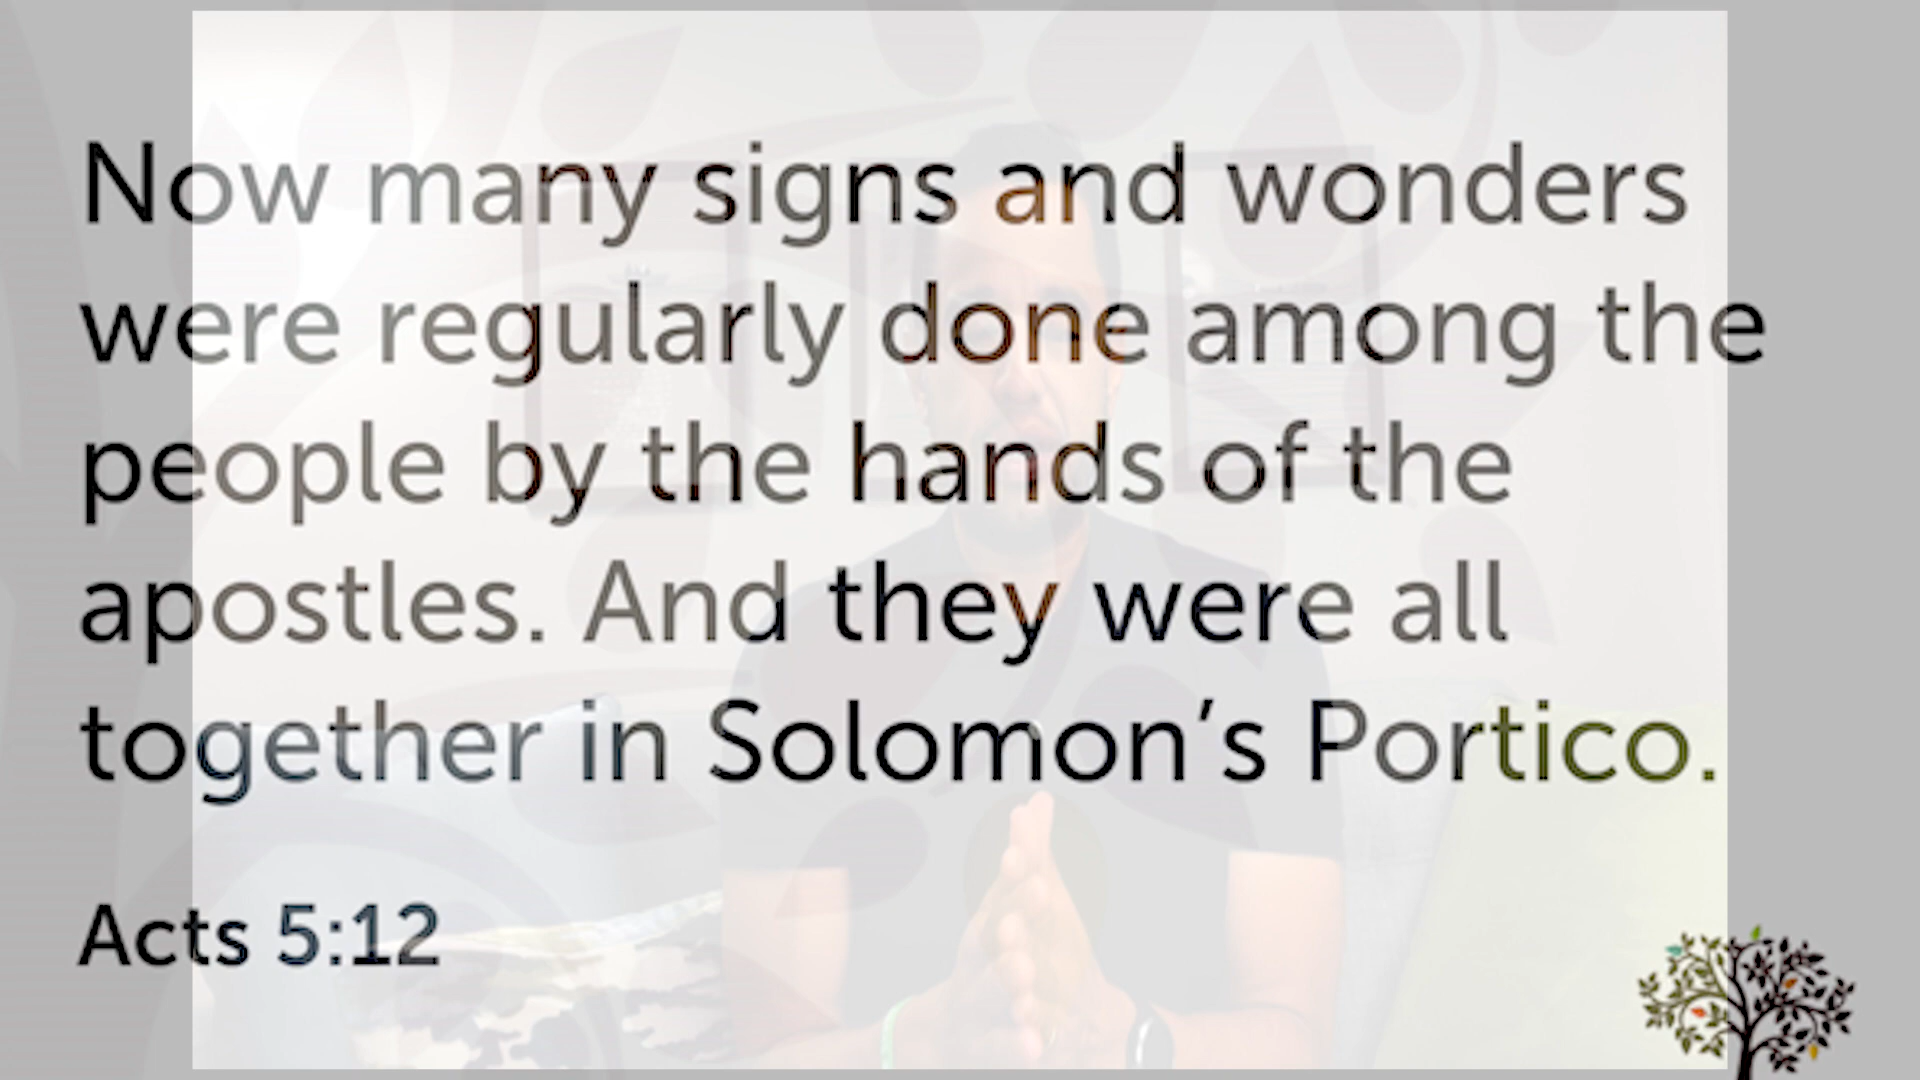 Now many signs and wonders
were regularly done among the
people by the hands of the
apostles. And they were all
together in Solomon’s Portico.
Acts 5:12